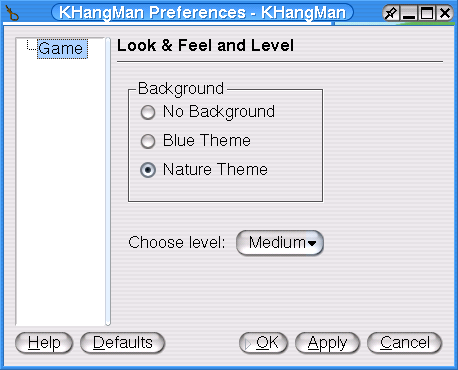 KHangMan Preferences - KHangMan
Game
Look & Feel and Level
Background
No Background
Blue Theme
Nature Theme
Choose level: Medium
Help Defaults OK Apply Cancel